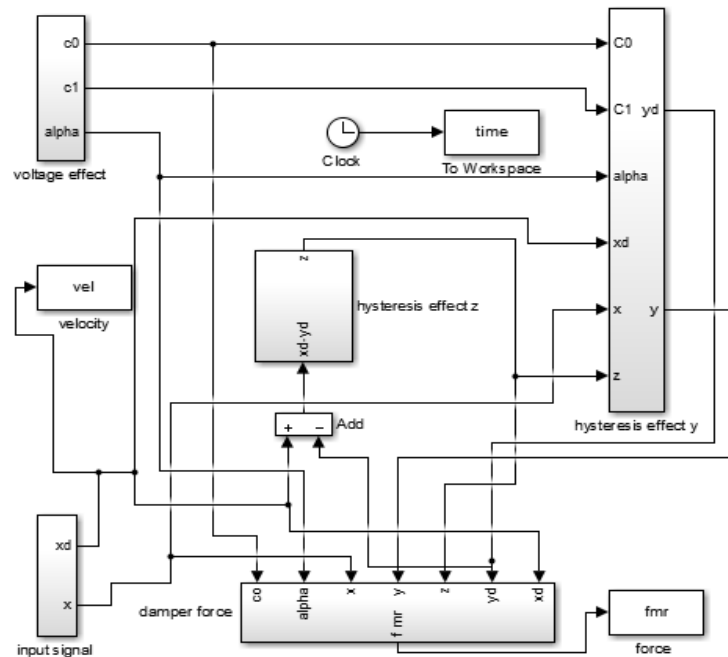 c0
c1
alpha
voltage effect
Clock
time
To Workspace
C0
C1
yd
alpha
xd
x
y
z
hysteresis effect y
vel
velocity
z
hysteresis effect z
xd-yd
+
−
Add
xd
x
input signal
damper force
co
alpha
x
y
z
yd
xd
f mr
fmr
force